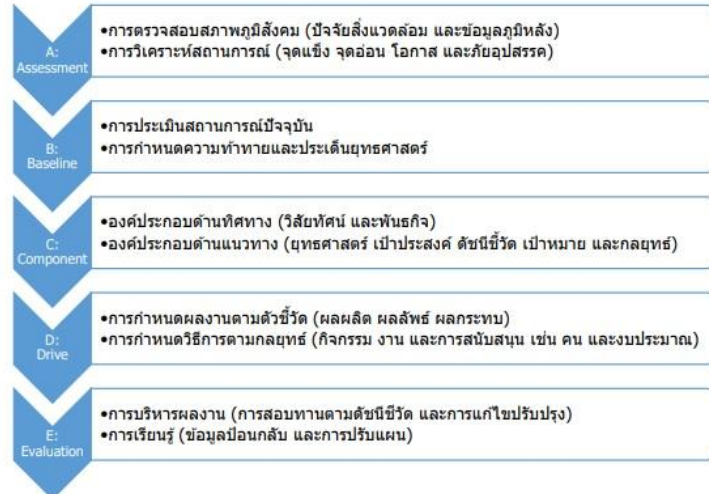 A:
Assessment
•การตรวจสอบสภาพภูมิสังคม (ปัจจัยสิ่งแวดล้อม และข้อมูลภูมิหลัง)
•การวิเคราะห์สถานการณ์ (จุดแข็ง จุดอ่อน โอกาส และภัยอุปสรรค)
B:
Baseline
•การประเมินสถานการณ์ปัจจุบัน
•การกำหนดความท้าทายและประเด็นยุทธศาสตร์
C:
Component
•องค์ประกอบด้านทิศทาง (วิสัยทัศน์ และพันธกิจ)
•องค์ประกอบด้านแนวทาง (ยุทธศาสตร์ เป้าประสงค์ ดัชนีชี้วัด เป้าหมาย และกลยุทธ์)
D:
Drive
•การกำหนดผลงานตามตัวชี้วัด (ผลผลิต ผลลัพธ์ ผลกระทบ)
•การกำหนดวิธีการตามกลยุทธ์ (กิจกรรม งาน และการสนับสนุน เช่น คน และงบประมาณ)
E:
Evaluation
•การบริหารผลงาน (การสอบทานตามดัชนีชี้วัด และการแก้ไขปรับปรุง)
•การเรียนรู้ (ข้อมูลป้อนกลับ และการปรับแผน)